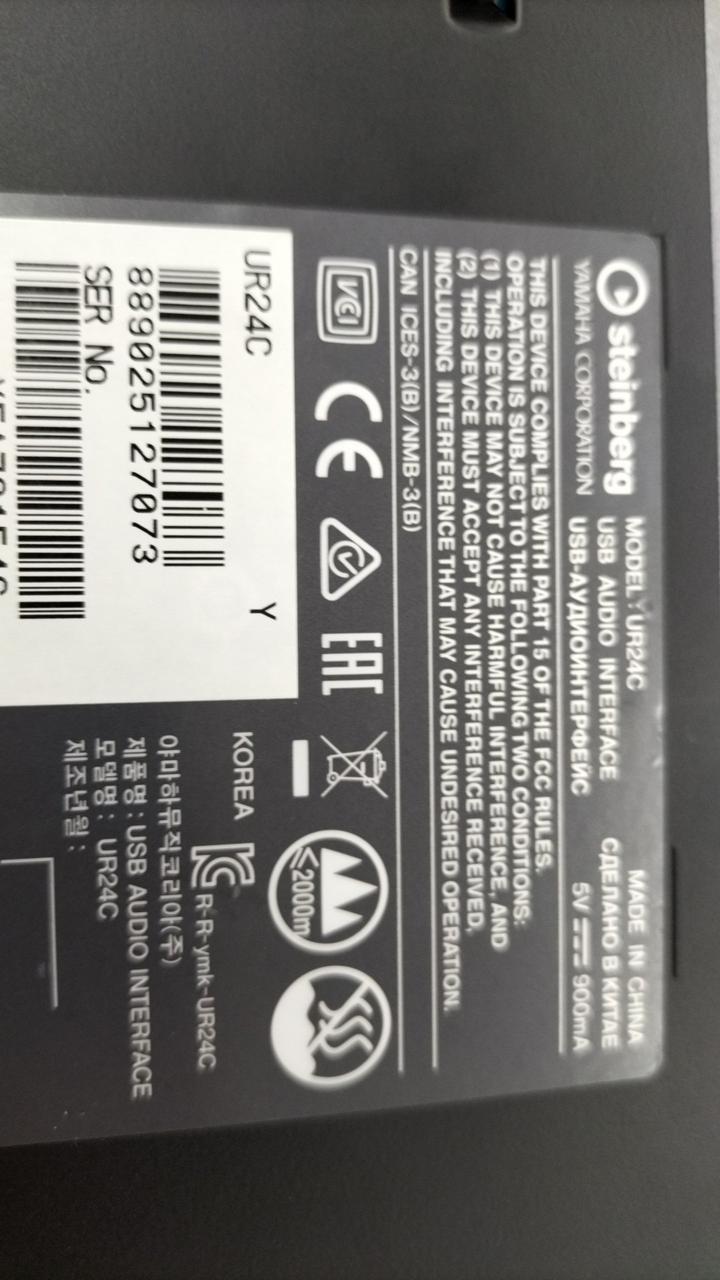 steinberg
YAMAHA CORPORATION
MODEL : UR24C
USB AUDIO INTERFACE
USB-АУДИОИНТЕРФЕЙС
MADE IN CHINA
СДЕЛАНО В КИТАЕ
5V 900mA
THIS DEVICE COMPLIES WITH PART 15 OF THE FCC RULES.
OPERATION IS SUBJECT TO THE FOLLOWING TWO CONDITIONS:
(1) THIS DEVICE MAY NOT CAUSE HARMFUL INTERFERENCE, AND
(2) THIS DEVICE MUST ACCEPT ANY INTERFERENCE RECEIVED,
INCLUDING INTERFERENCE THAT MAY CAUSE UNDESIRED OPERATION.
CAN ICES-3(B)/NMB-3(B)
VCI
CE
EAC
≤2000m
UR24C
Y
889025127073
SER No.
KOREA
R-R-ymk-UR24C
야마하뮤직코리아(주)
제품명 : USB AUDIO INTERFACE
모델명 : UR24C
제조년월 :